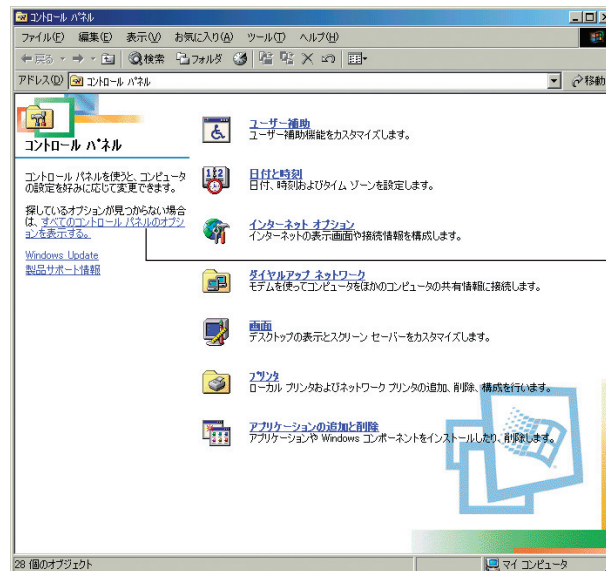 コントロール パネル
ファイル(F) 編集(E) 表示(V) お気に入り(A) ツール(T) ヘルプ(H)
戻る 検索 フォルダ
アドレス(D) コントロール パネル 移動
コントロール パネル
コントロール パネルを使うと、コンピュータ
の設定を好みに応じて変更できます。
探しているオプションが見つからない場合
は、すべてのコントロール パネルのオプシ
ョンを表示する。
Windows Update
製品サポート情報
ユーザー補助
ユーザー補助機能をカスタマイズします。
日付と時刻
日付、時刻およびタイム ゾーンを設定します。
インターネット オプション
インターネットの表示画面や接続情報を構成します。
ダイヤルアップ ネットワーク
モデムを使ってコンピュータをほかのコンピュータの共有情報に接続します。
画面
デスクトップの表示とスクリーン セーバーをカスタマイズします。
プリンタ
ローカル プリンタおよびネットワーク プリンタの追加、削除、構成を行います。
アプリケーションの追加と削除
アプリケーションや Windows コンポーネントをインストールしたり、削除します。
28 個のオブジェクト マイ コンピュータ